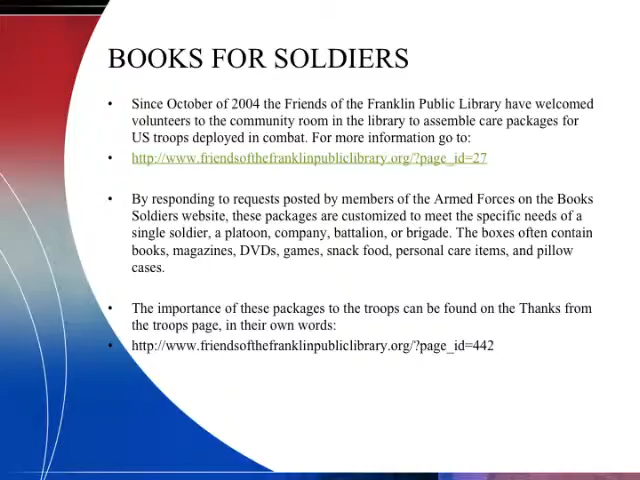 BOOKS FOR SOLDIERS
• Since October of 2004 the Friends of the Franklin Public Library have welcomed
volunteers to the community room in the library to assemble care packages for
US troops deployed in combat. For more information go to:
• http://www.friendsofthefranklinpubliclibrary.org/?page_id=27
• By responding to requests posted by members of the Armed Forces on the Books
Soldiers website, these packages are customized to meet the specific needs of a
single soldier, a platoon, company, battalion, or brigade. The boxes often contain
books, magazines, DVDs, games, snack food, personal care items, and pillow
cases.
• The importance of these packages to the troops can be found on the Thanks from
the troops page, in their own words:
• http://www.friendsofthefranklinpubliclibrary.org/?page_id=442